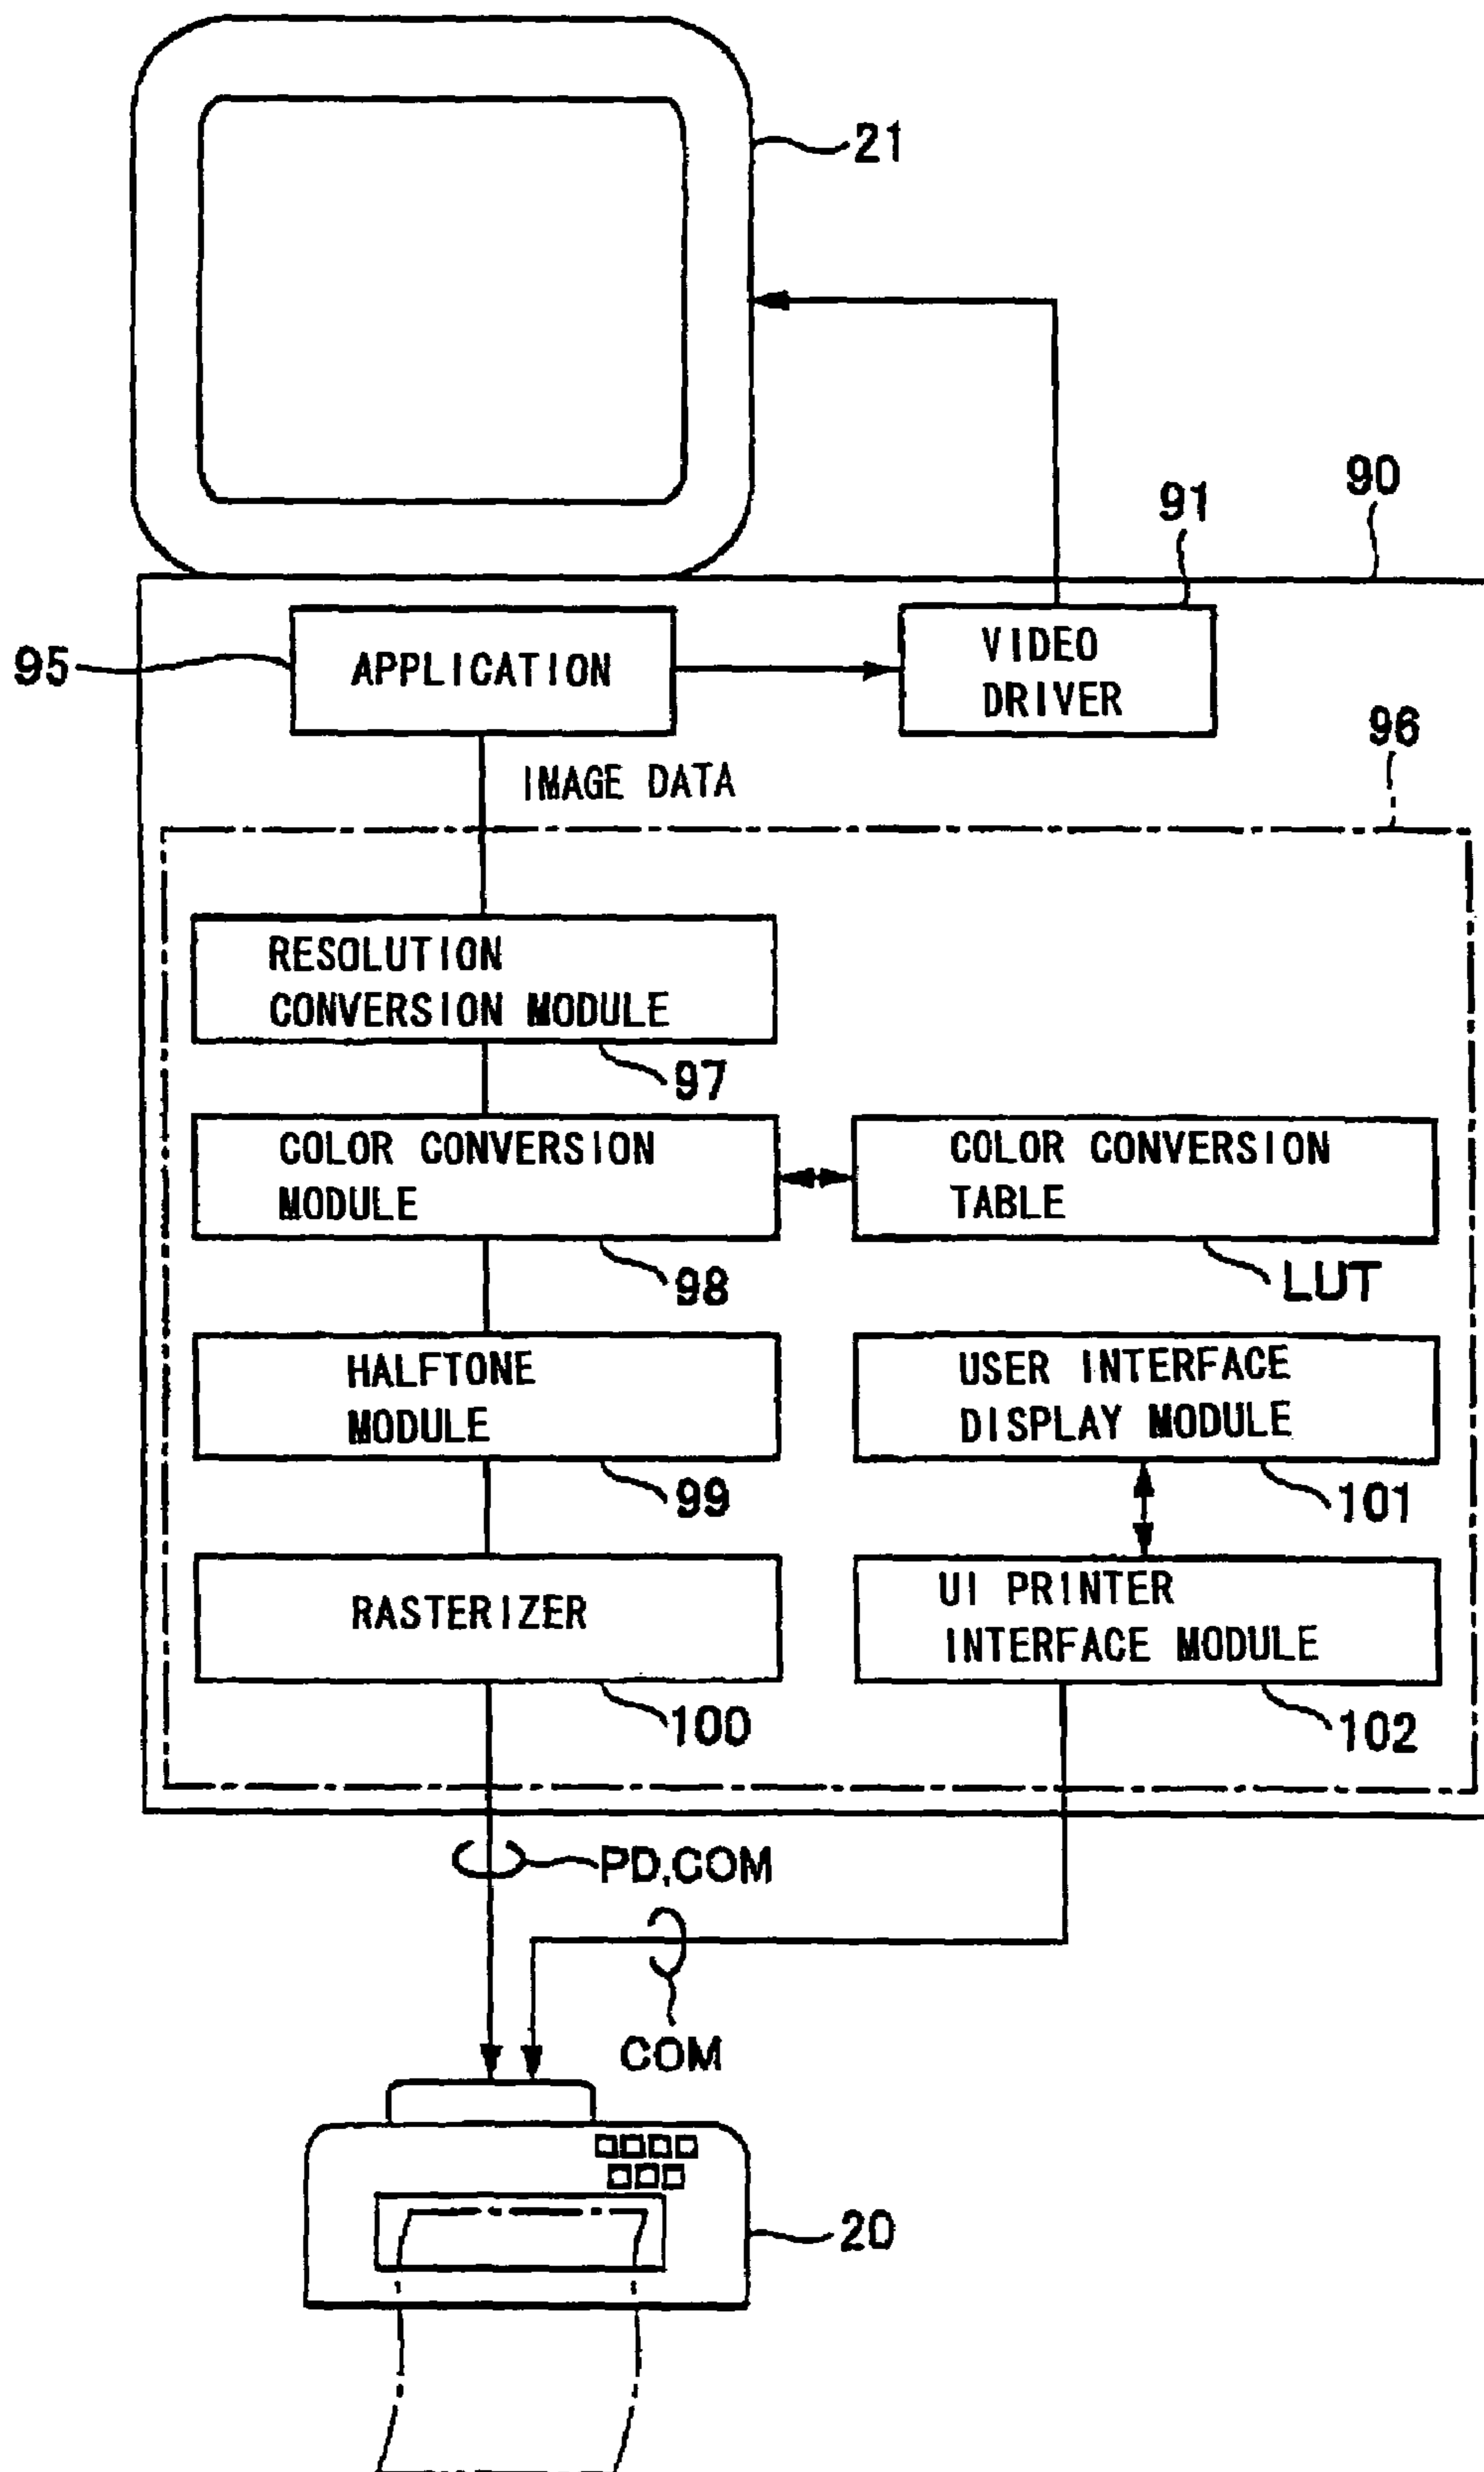 21
90
91
95
APPLICATION
VIDEO
DRIVER
96
IMAGE DATA
RESOLUTION
CONVERSION MODULE
97
COLOR CONVERSION
MODULE
COLOR CONVERSION
TABLE
98
LUT
HALFTONE
MODULE
USER INTERFACE
DISPLAY MODULE
99
101
RASTERIZER
UI PRINTER
INTERFACE MODULE
100
102
PD,COM
COM
20